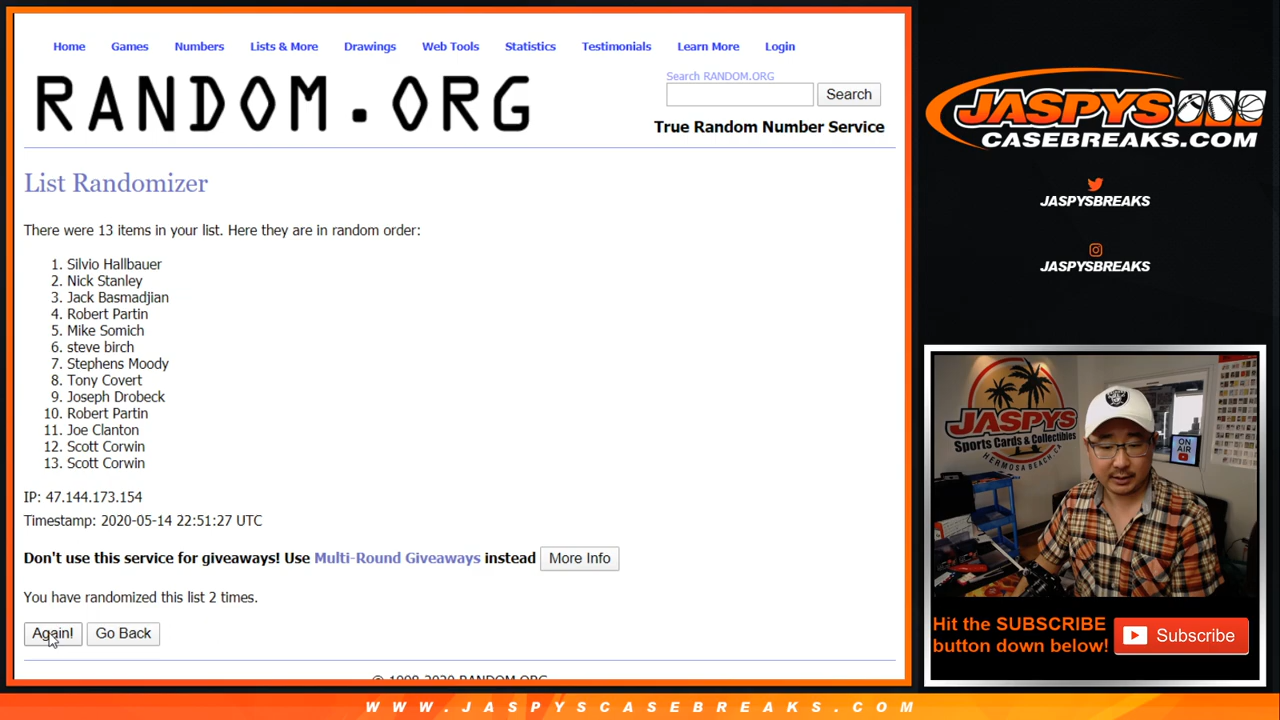 Home Games Numbers Lists & More Drawings Web Tools Statistics Testimonials Learn More Login
RANDOM.ORG
Search RANDOM.ORG
Search
True Random Number Service
List Randomizer
There were 13 items in your list. Here they are in random order:
1. Silvio Hallbauer
2. Nick Stanley
3. Jack Basmadjian
4. Robert Partin
5. Mike Somich
6. steve birch
7. Stephens Moody
8. Tony Covert
9. Joseph Drobeck
10. Robert Partin
11. Joe Clanton
12. Scott Corwin
13. Scott Corwin
IP: 47.144.173.154
Timestamp: 2020-05-14 22:51:27 UTC
Don't use this service for giveaways! Use Multi-Round Giveaways instead More Info
You have randomized this list 2 times.
Again! Go Back
© 1998-2020 RANDOM.ORG
JASPYS
CASEBREAKS.COM
JASPYSBREAKS
JASPYSBREAKS
JASPYS
Sports Cards & Collectibles
HERMOSA BEACH, CA
ON AIR
Hit the SUBSCRIBE
button down below!
Subscribe
WWW.JASPYSCASEBREAKS.COM